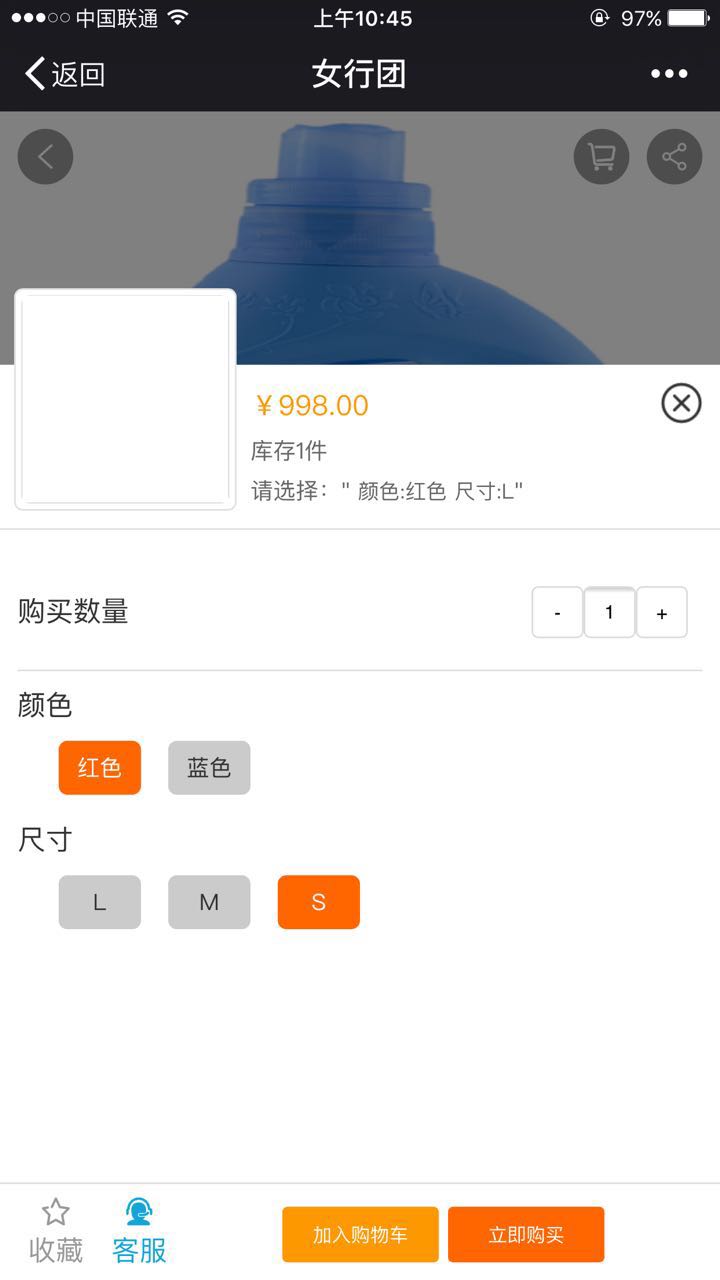 中国联通 上午10:45 97%
返回 女行团
¥998.00
库存1件
请选择：" 颜色:红色 尺寸:L"
购买数量 - 1 +
颜色
红色 蓝色
尺寸
L M S
收藏 客服 加入购物车 立即购买